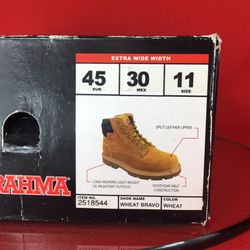 EXTRA WIDE WIDTH
45 30 11
EUR MEX SIZE
SPLIT LEATHER UPPER
LONG-WEARING LIGHT-WEIGHT
OIL RESISTANT OUTSOLE
GOODYEAR WELT
CONSTRUCTION
RAHMA
ITEM NO. SHOE NAME COLOR
2518544 WHEAT BRAVO WHEAT